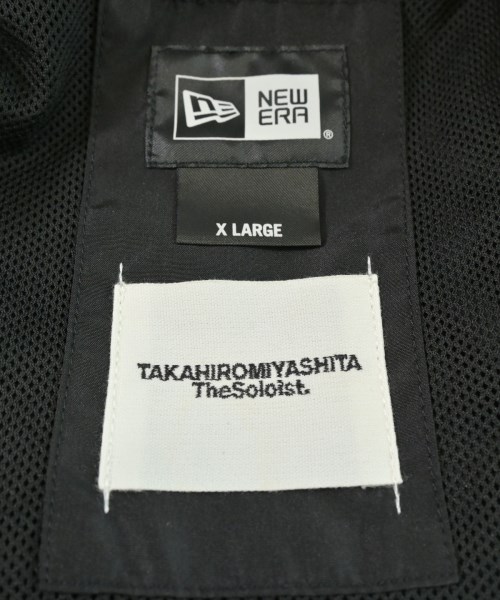 NEW
ERA
®
X LARGE
TAKAHIROMIYASHITA
TheSoloist.